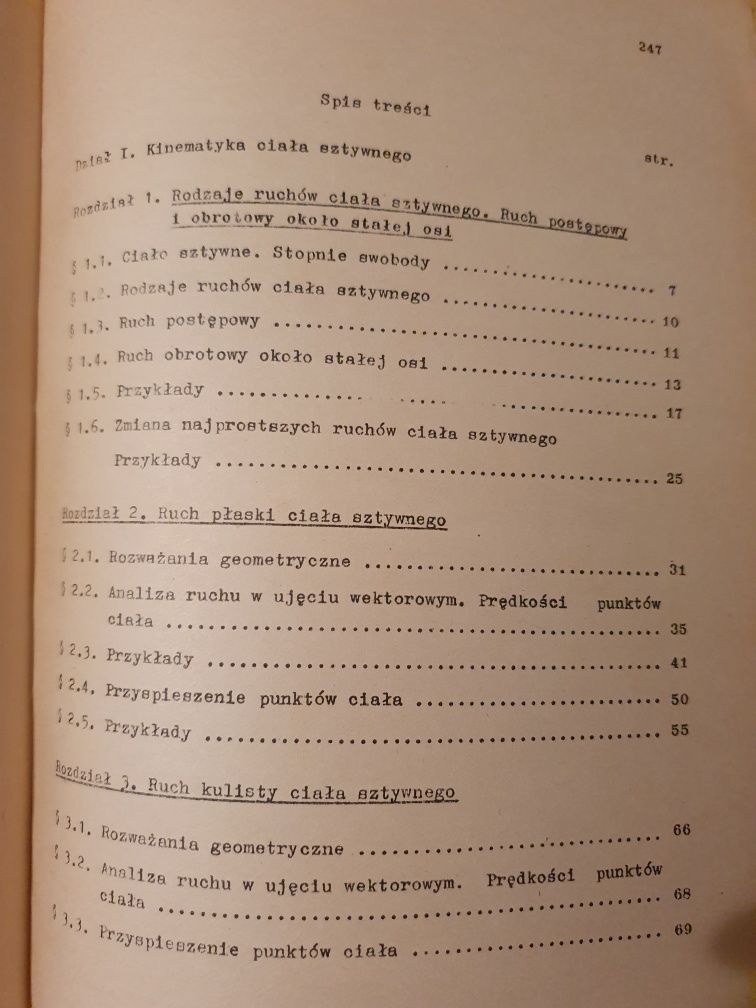 247
Spis treści
Dział I. Kinematyka ciała sztywnego str.
Rozdział 1. Rodzaje ruchów ciała sztywnego. Ruch postępowy
i obrotowy około stałej osi
§ 1.1. Ciało sztywne. Stopnie swobody .................... 7
§ 1.2. Rodzaje ruchów ciała sztywnego .................... 10
§ 1.3. Ruch postępowy .................................... 11
§ 1.4. Ruch obrotowy około stałej osi .................... 13
§ 1.5. Przykłady ......................................... 17
§ 1.6. Zmiana najprostszych ruchów ciała sztywnego
Przykłady ......................................... 25
Rozdział 2. Ruch płaski ciała sztywnego
§ 2.1. Rozważania geometryczne ........................... 31
§ 2.2. Analiza ruchu w ujęciu wektorowym. Prędkości punktów
ciała ............................................. 35
§ 2.3. Przykłady ......................................... 41
§ 2.4. Przyspieszenie punktów ciała ...................... 50
§ 2.5. Przykłady ......................................... 55
Rozdział 3. Ruch kulisty ciała sztywnego
§ 3.1. Rozważania geometryczne ........................... 66
§ 3.2. Analiza ruchu w ujęciu wektorowym. Prędkości punktów
ciała ............................................. 68
§ 3.3. Przyspieszenie punktów ciała ...................... 69